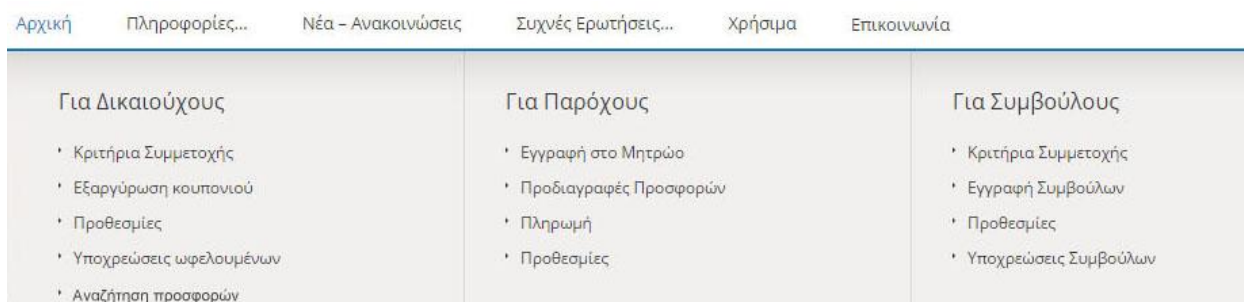 Αρχική Πληροφορίες... Νέα – Ανακοινώσεις Συχνές Ερωτήσεις... Χρήσιμα Επικοινωνία
Για Δικαιούχους
Κριτήρια Συμμετοχής
Εξαργύρωση κουπονιού
Προθεσμίες
Υποχρεώσεις ωφελουμένων
Αναζήτηση προσφορών
Για Παρόχους
Εγγραφή στο Μητρώο
Προδιαγραφές Προσφορών
Πληρωμή
Προθεσμίες
Για Συμβούλους
Κριτήρια Συμμετοχής
Εγγραφή Συμβούλων
Προθεσμίες
Υποχρεώσεις Συμβούλων